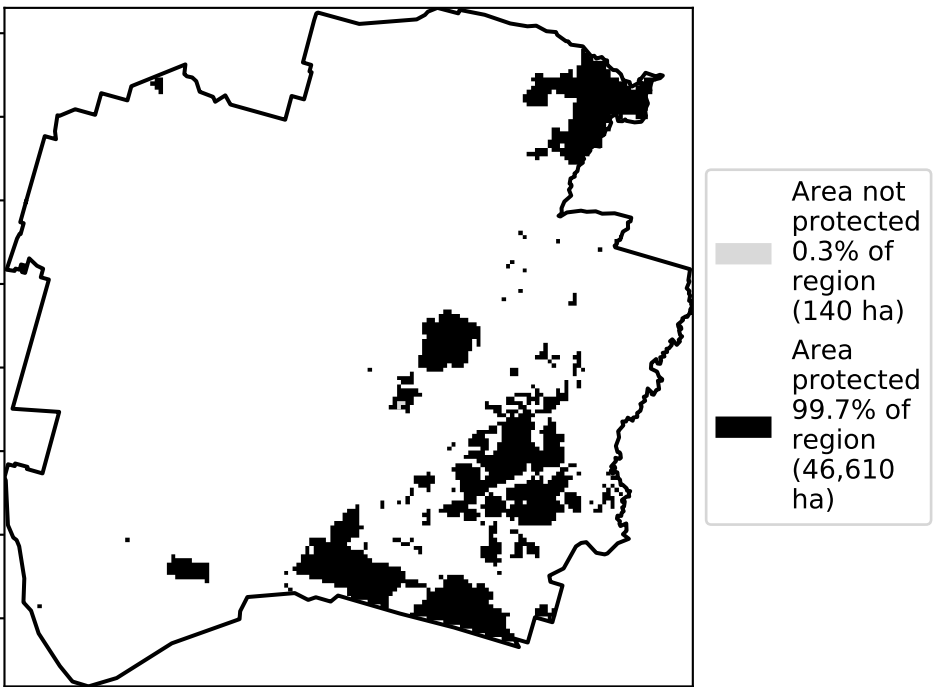 Area not
protected
0.3% of
region
(140 ha)
Area
protected
99.7% of
region
(46,610
ha)